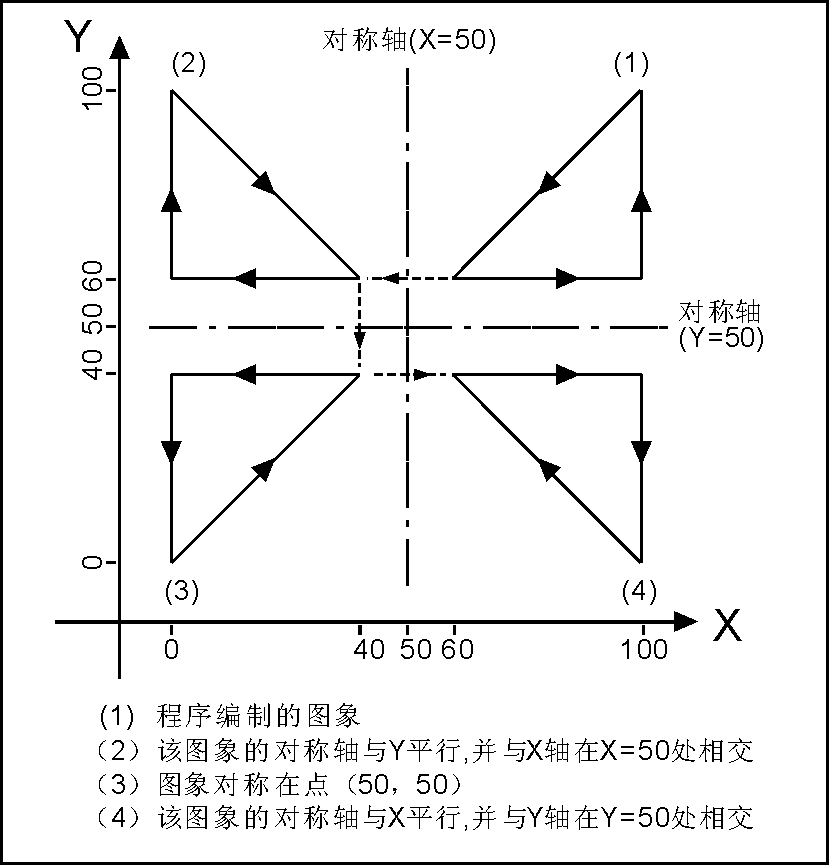 Y
对称轴(X=50)
(2)
(1)
100
60
50
40
0
对称轴
(Y=50)
(3)
(4)
X
0
40
50
60
100
(1) 程序编制的图象
（2）该图象的对称轴与Y平行,并与X轴在X=50处相交
（3）图象对称在点（50，50）
（4）该图象的对称轴与X平行,并与Y轴在Y=50处相交